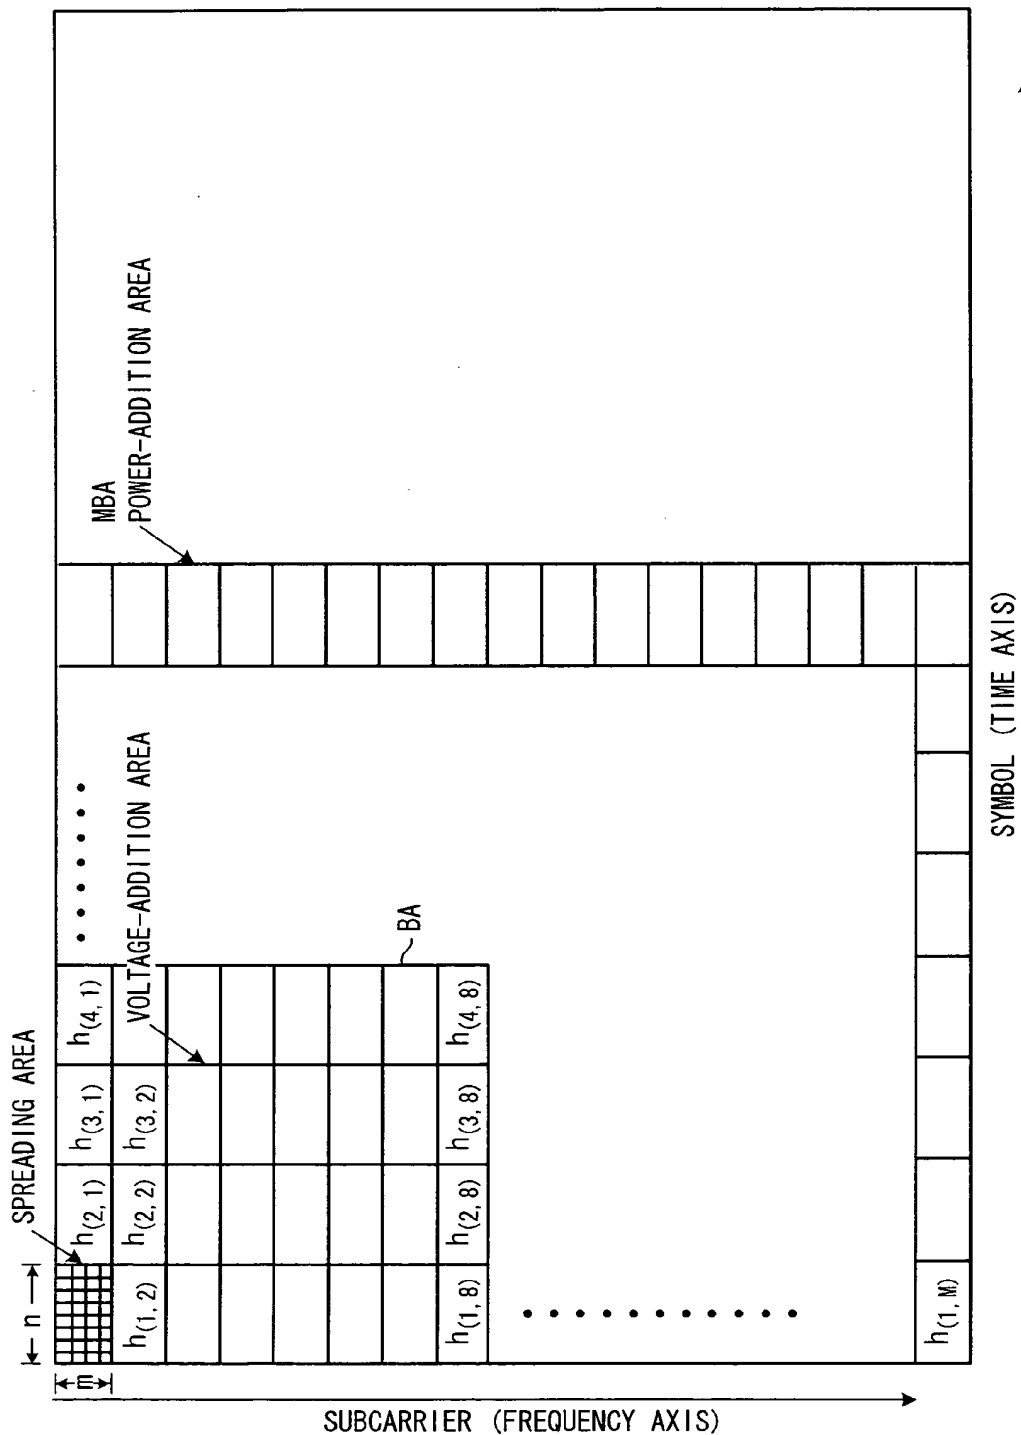 SPREADING AREA
n
m
h(2, 1)
h(3, 1)
h(4, 1)
h(1, 2)
h(2, 2)
h(3, 2)
h(1, 8)
h(2, 8)
h(3, 8)
h(4, 8)
h(1, M)
VOLTAGE-ADDITION AREA
BA
MBA
POWER-ADDITION AREA
SUBCARRIER (FREQUENCY AXIS)
SYMBOL (TIME AXIS)